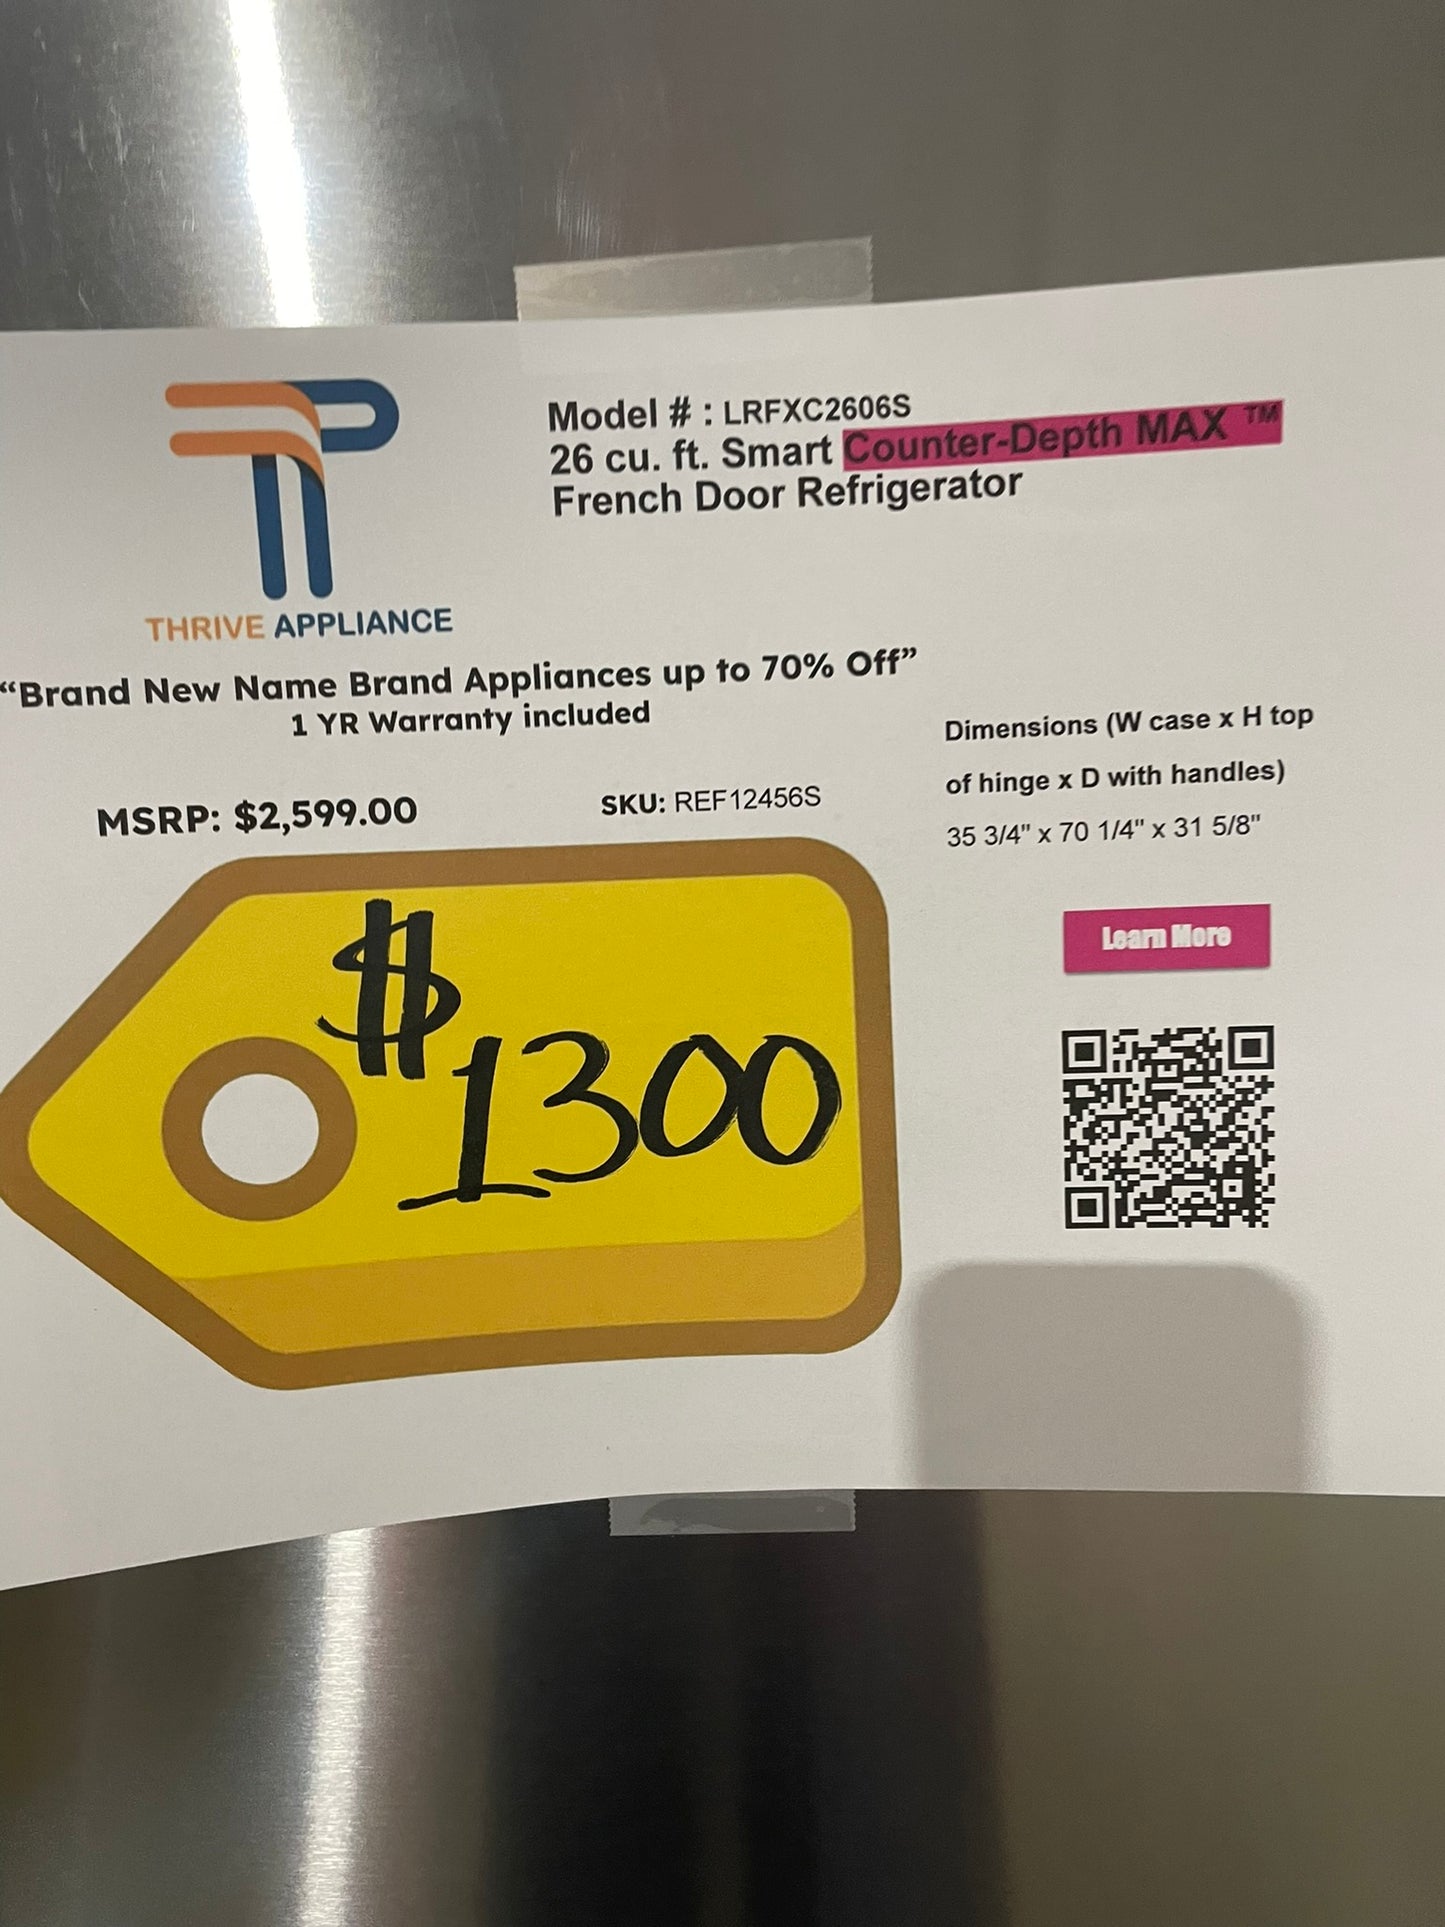 Model # : LRFXC2606S
26 cu. ft. Smart Counter-Depth MAX ™
French Door Refrigerator
THRIVE APPLIANCE
“Brand New Name Brand Appliances up to 70% Off”
1 YR Warranty included
MSRP: $2,599.00
SKU: REF12456S
Dimensions (W case x H top
of hinge x D with handles)
35 3/4" x 70 1/4" x 31 5/8"
Learn More
$1300